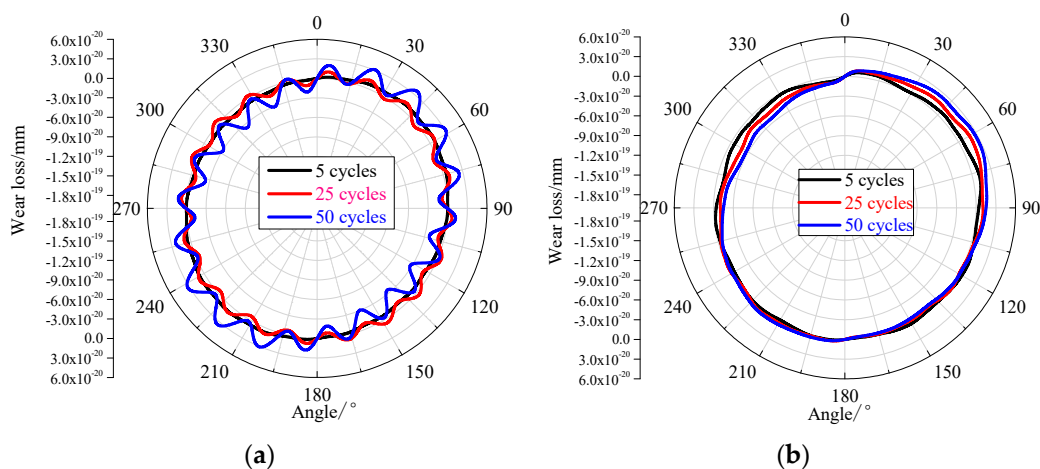 0
30
60
90
120
150
180
210
240
270
300
330
6.0x10⁻²⁰
3.0x10⁻²⁰
0.0
-3.0x10⁻²⁰
-6.0x10⁻²⁰
-9.0x10⁻²⁰
-1.2x10⁻¹⁹
-1.5x10⁻¹⁹
-1.8x10⁻¹⁹
-1.8x10⁻¹⁹
-1.5x10⁻¹⁹
-1.2x10⁻¹⁹
-9.0x10⁻²⁰
-6.0x10⁻²⁰
-3.0x10⁻²⁰
0.0
3.0x10⁻²⁰
6.0x10⁻²⁰
Wear loss/mm
5 cycles
25 cycles
50 cycles
Angle/°
(a)
0
30
60
90
120
150
180
210
240
270
300
330
6.0x10⁻²⁰
3.0x10⁻²⁰
0.0
-3.0x10⁻²⁰
-6.0x10⁻²⁰
-9.0x10⁻²⁰
-1.2x10⁻¹⁹
-1.5x10⁻¹⁹
-1.8x10⁻¹⁹
-1.8x10⁻¹⁹
-1.5x10⁻¹⁹
-1.2x10⁻¹⁹
-9.0x10⁻²⁰
-6.0x10⁻²⁰
-3.0x10⁻²⁰
0.0
3.0x10⁻²⁰
6.0x10⁻²⁰
Wear loss/mm
5 cycles
25 cycles
50 cycles
Angle/°
(b)